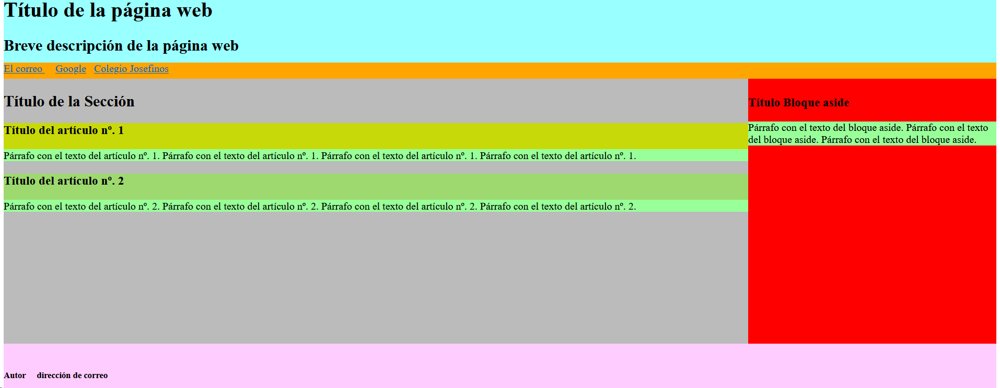 Título de la página web
Breve descripción de la página web
El correo Google Colegio Josefinos
Título de la Sección
Título del artículo nº. 1
Párrafo con el texto del artículo nº. 1. Párrafo con el texto del artículo nº. 1. Párrafo con el texto del artículo nº. 1. Párrafo con el texto del artículo nº. 1.
Título del artículo nº. 2
Párrafo con el texto del artículo nº. 2. Párrafo con el texto del artículo nº. 2. Párrafo con el texto del artículo nº. 2. Párrafo con el texto del artículo nº. 2.
Título Bloque aside
Párrafo con el texto del bloque aside. Párrafo con el texto
del bloque aside. Párrafo con el texto del bloque aside.
Autor dirección de correo